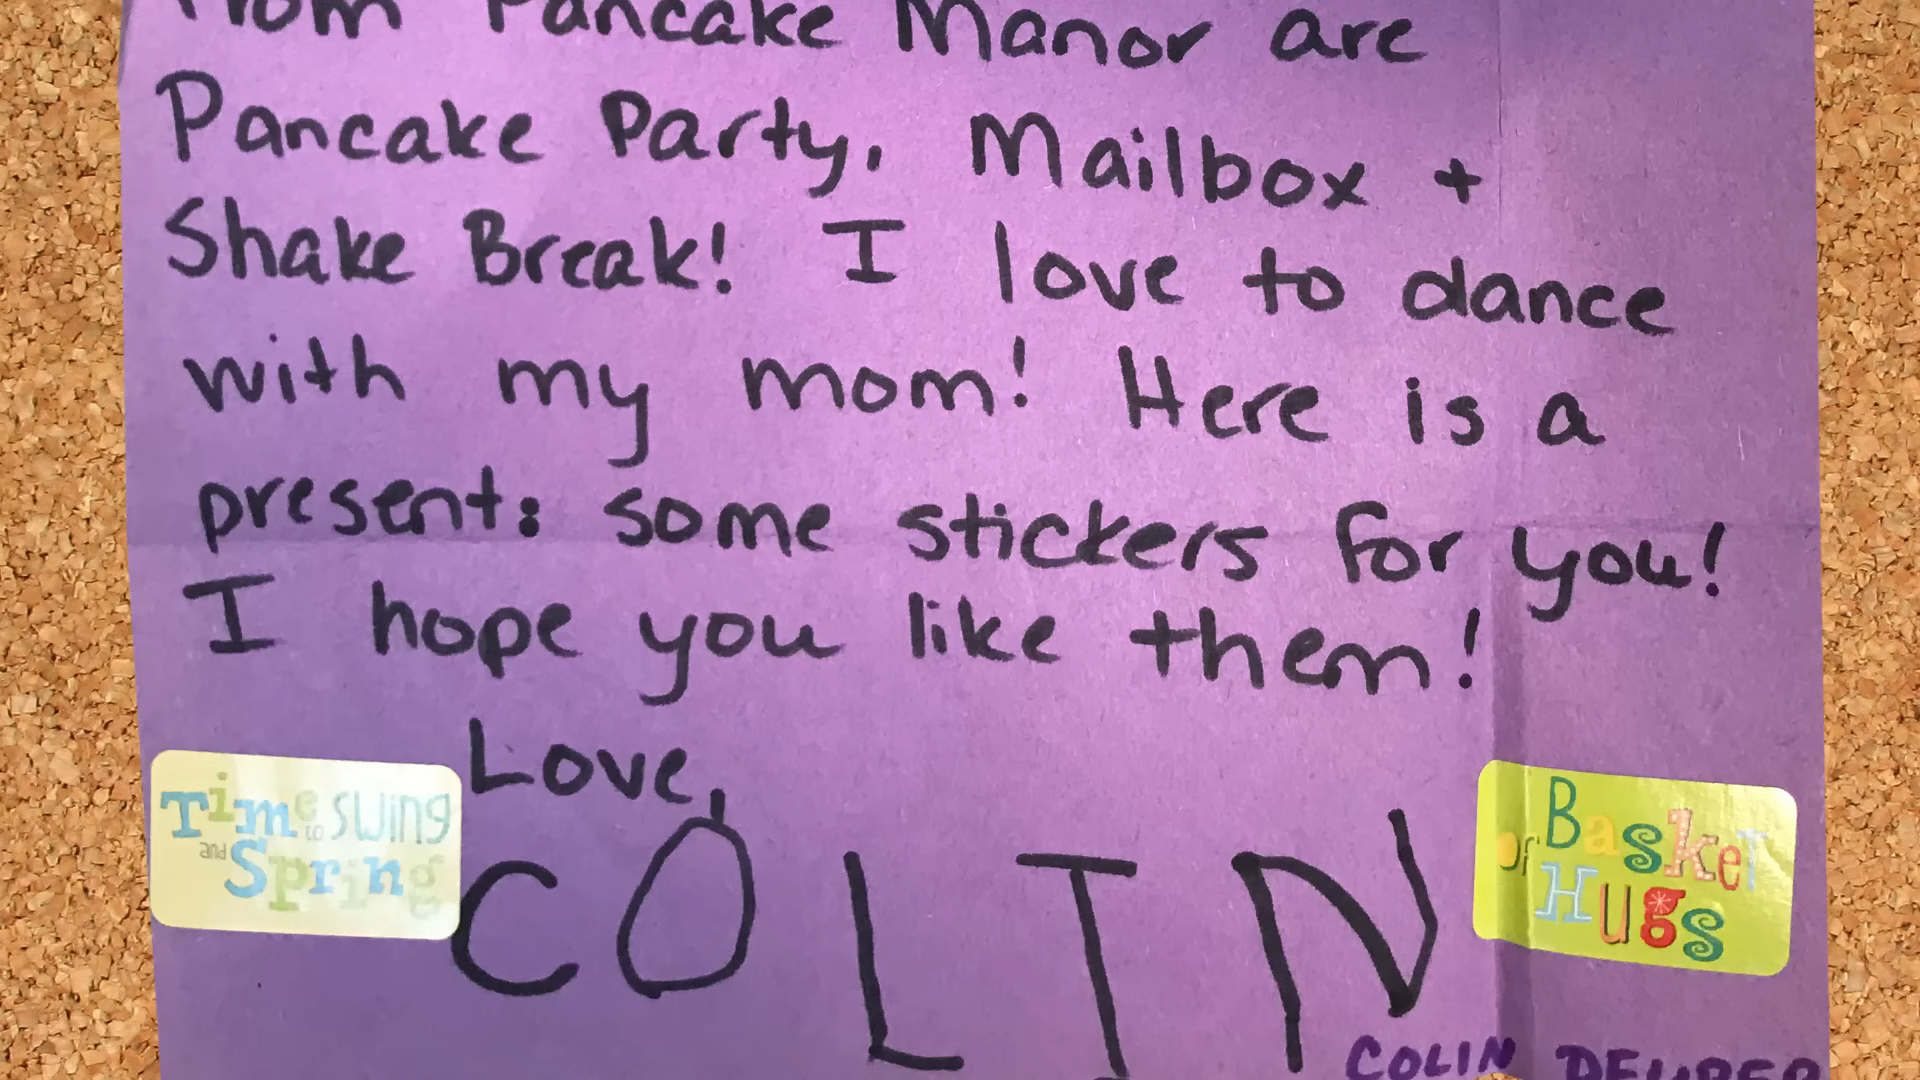 from Pancake Manor are
Pancake Party, Mailbox +
Shake Break! I love to dance
with my mom! Here is a
present: some stickers for you!
I hope you like them!
Love,
COLIN
Time to swing
and Spring
Basket
of Hugs
COLIN